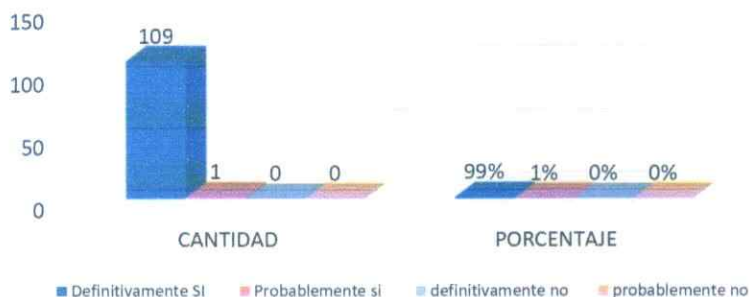 150
109
100
50
1 0 0
99% 1% 0% 0%
0
CANTIDAD PORCENTAJE
Definitivamente SI Probablemente si definitivamente no probablemente no